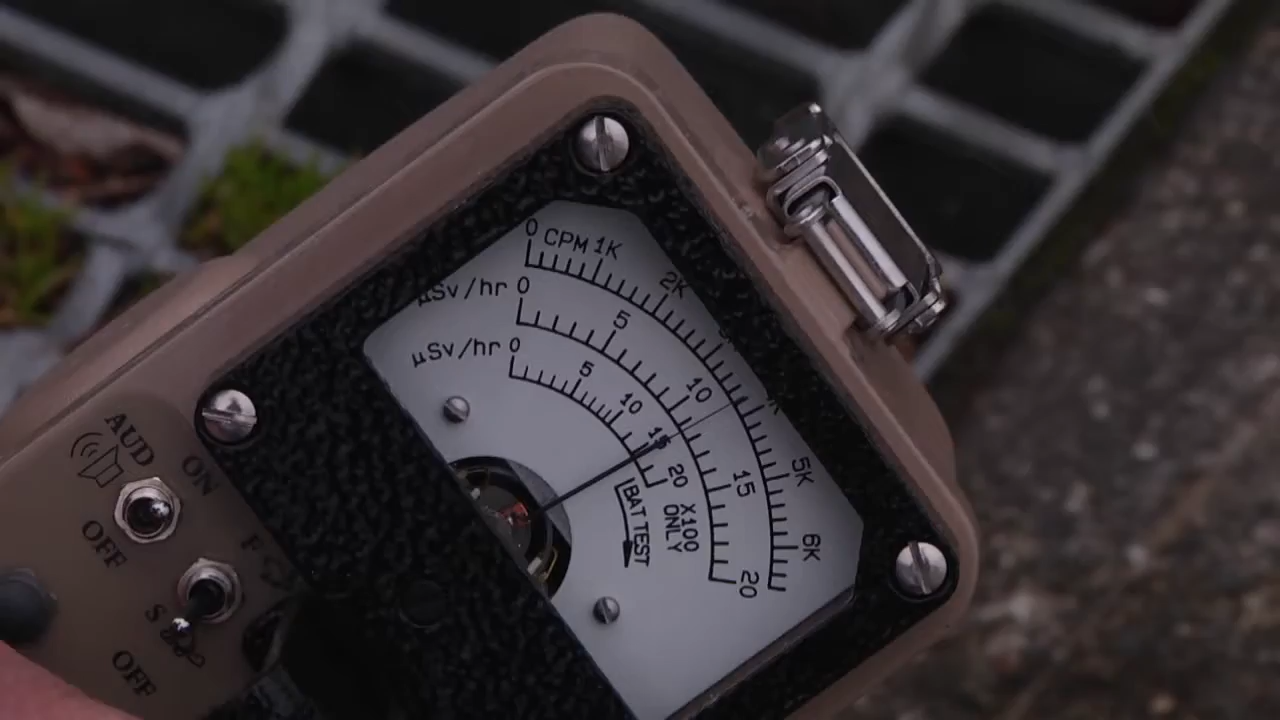 0 CPM 1K 2K 5K 6K
μSv/hr 0 5 10 15 20
μSv/hr 0 5 10 15 20
X100
ONLY
BAT TEST
AUD
ON
OFF
F
S
OFF